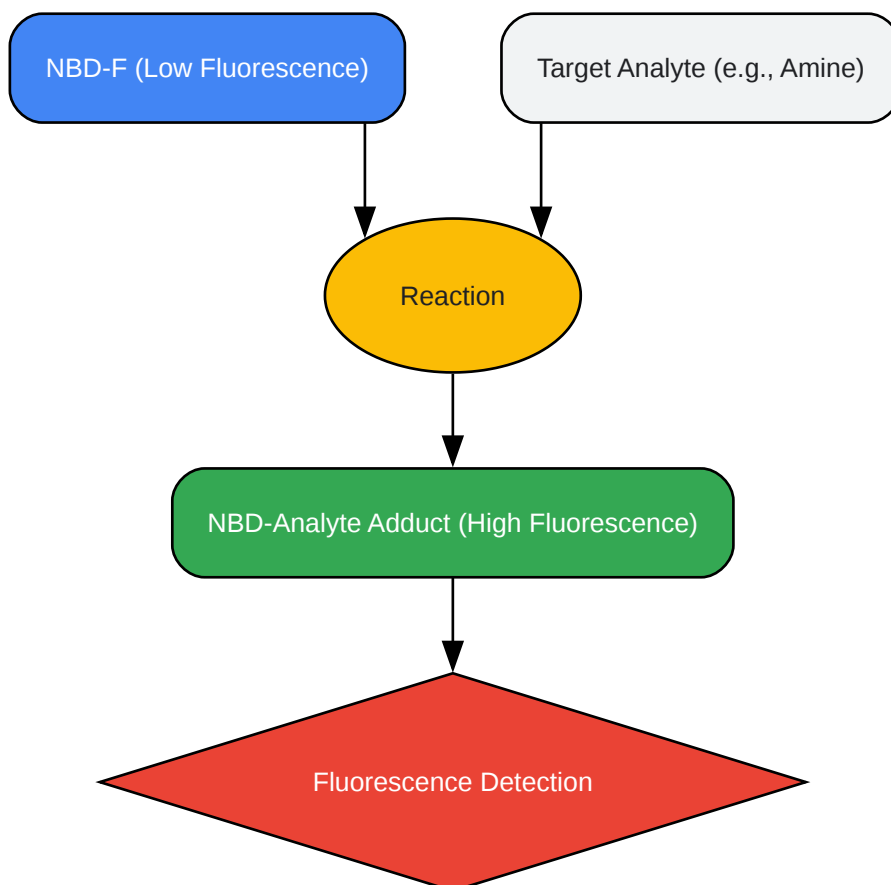 NBD-F (Low Fluorescence)
Target Analyte (e.g., Amine)
Reaction
NBD-Analyte Adduct (High Fluorescence)
Fluorescence Detection